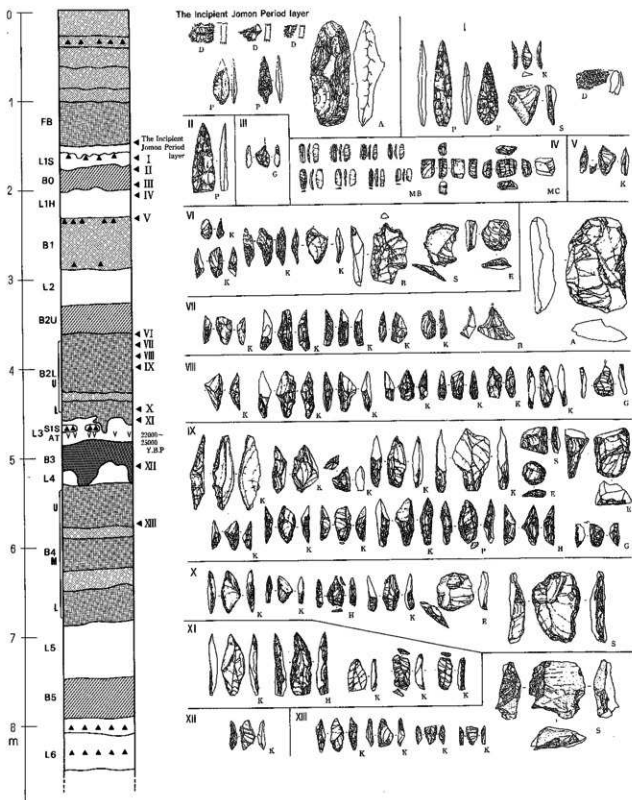 The Incipient Jomon Period layer
0
1
2
3
4
5
6
7
8
m
FB
L1S
B0
L1H
B1
L2
B2U
B2L
U
L
L3
S1S
AT
B3
L4
U
B4
M
L
L5
B5
L6
The Incipient
Jomon Period
layer
I
II
III
IV
V
VI
VII
VIII
IX
X
XI
22000~
25000
Y.B.P
XII
XIII
D D D
P P A
I
K
P P S
D
II
P
III
G
IV
MB MC
V
K
VI
K
K K K B S E
A
VII
K K K K K B
VIII
K K K K K K K G
IX
K K K K K E S E
K K K K P H G
X
K K H K E S
XI
K H K K K
S
XII
K
XIII
K K K K